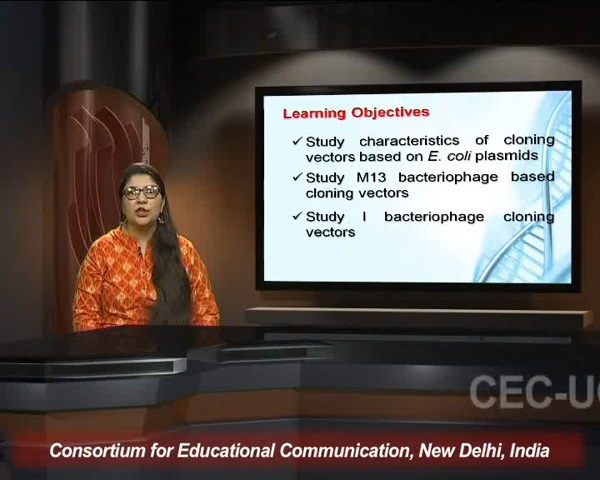 Learning Objectives
✓ Study characteristics of cloning
vectors based on E. coli plasmids
✓ Study M13 bacteriophage based
cloning vectors
✓ Study l bacteriophage cloning
vectors
CEC-U
Consortium for Educational Communication, New Delhi, India